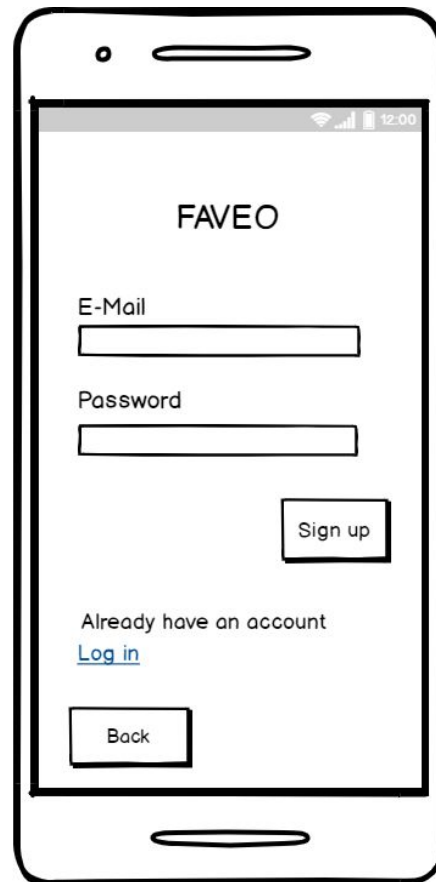 12:00
FAVEO
E-Mail
Password
Sign up
Already have an account
Log in
Back